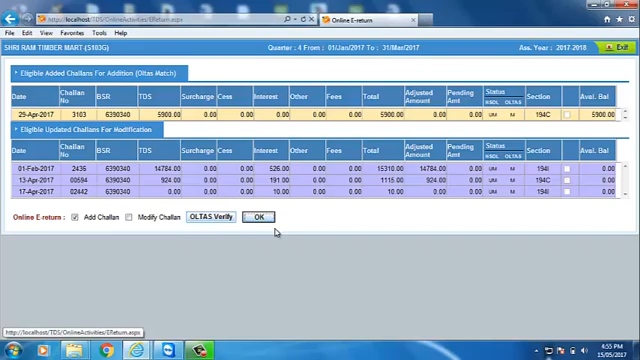 http://localhost/TDS/OnlineActivities/EReturn.aspx
Online E-return
File Edit View Favorites Tools Help
SHRI RAM TIMBER MART (S103G) Quarter : 4 From : 01/Jan/2017 To : 31/Mar/2017 Ass. Year : 2017-2018 Exit
Eligible Added Challans For Addition (Oltas Match)
Date Challan No BSR TDS Surcharge Cess Interest Other Fees Total Adjusted Amount Pending Amt Status NSDL OLTAS Section Aval. Bal
29-Apr-2017 3103 6390340 5900.00 0.00 0.00 0.00 0.00 0.00 5900.00 0.00 0.00 UM M 194C 5900.00
Eligible Updated Challans For Modification
Date Challan No BSR TDS Surcharge Cess Interest Other Fees Total Adjusted Amount Pending Amt Status NSDL OLTAS Section Aval. Bal
01-Feb-2017 2436 6390340 14784.00 0.00 0.00 526.00 0.00 0.00 15310.00 14784.00 0.00 UM M 194I 0.00
13-Apr-2017 00594 6390340 924.00 0.00 0.00 191.00 0.00 0.00 1115.00 924.00 0.00 UM M 194C 0.00
17-Apr-2017 02442 6390340 0.00 0.00 0.00 10.00 0.00 0.00 10.00 0.00 0.00 UM M 194I 0.00
Online E-return : Add Challan Modify Challan OLTAS Verify OK
http://localhost/TDS/OnlineActivities/EReturn.aspx
4:55 PM
15/05/2017